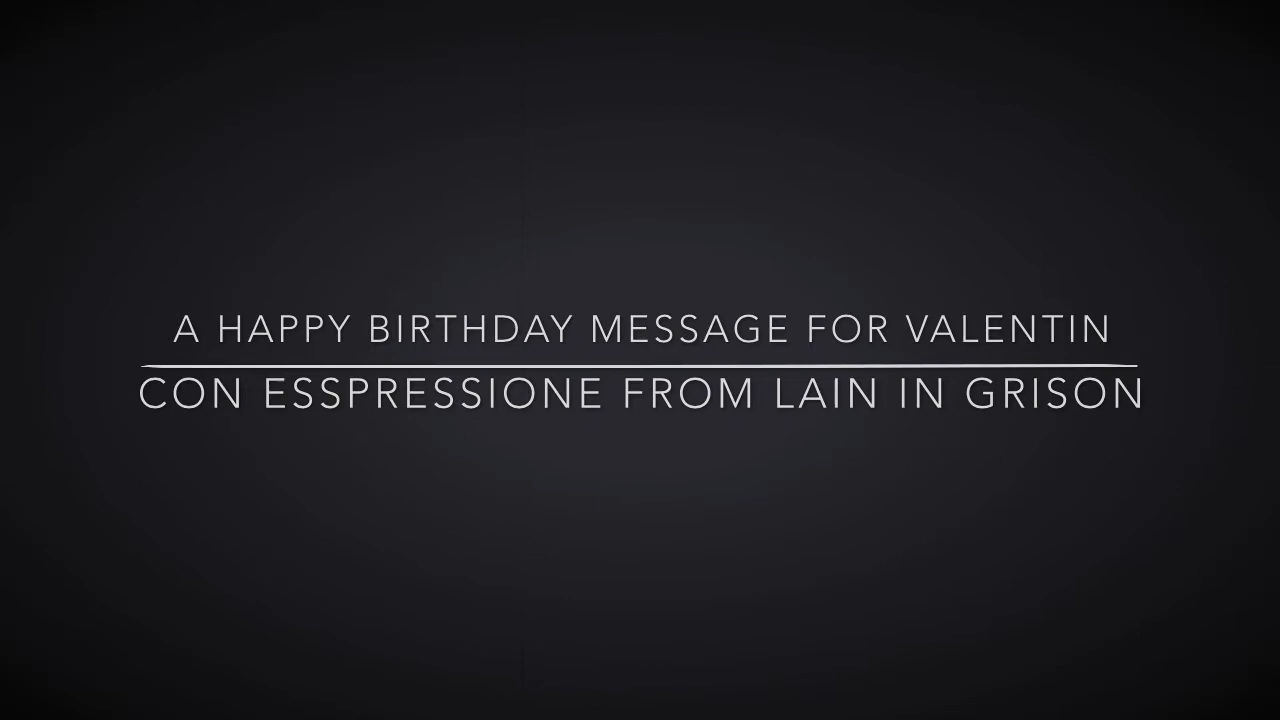 A HAPPY BIRTHDAY MESSAGE FOR VALENTIN
CON ESSPRESSIONE FROM LAIN IN GRISON